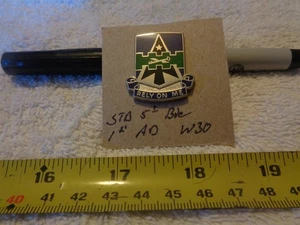 RELY ON ME
STB 5th Bde
1st AD W30
16 17 18 19
40 41 42 43 44 45 46 47 48 49